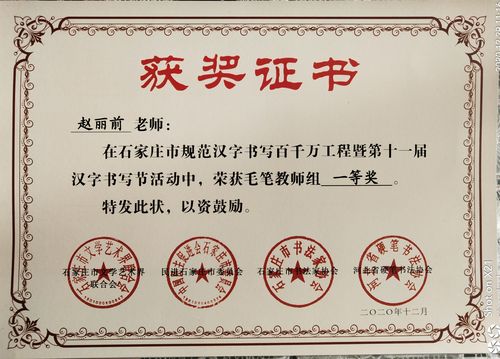 获奖证书
赵丽前 老师：
在石家庄市规范汉字书写百千万工程暨第十一届
汉字书写节活动中，荣获毛笔教师组 一等奖 。
特发此状，以资鼓励。
石家庄市文学艺术界
联合会
民进石家庄市委员会
石家庄市书法家协会
河北省硬笔书法协会
二〇二〇年十二月
Shot on X21